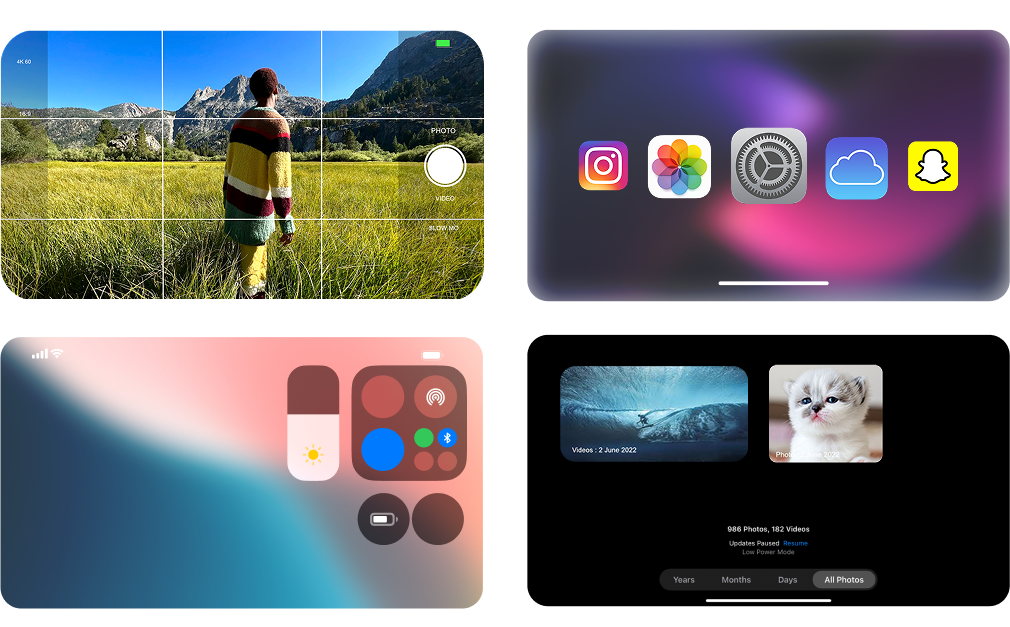 4K 60
16:9
PHOTO
VIDEO
SLOW MO
Videos : 2 June 2022
986 Photos, 182 Videos
Updates Paused Resume
Low Power Mode
Years Months Days All Photos